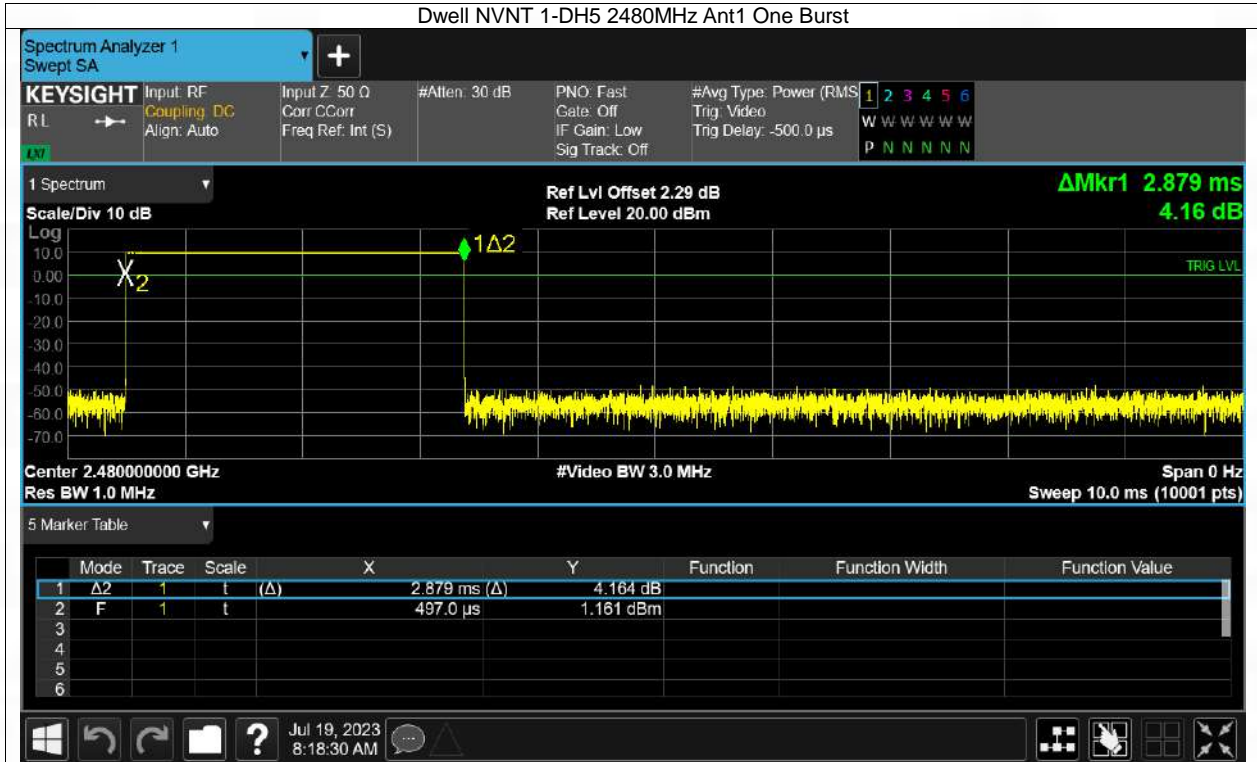 Dwell NVNT 1-DH5 2480MHz Ant1 One Burst
Spectrum Analyzer 1
Swept SA
+
KEYSIGHT Input: RF Input Z: 50 Ω #Atten: 30 dB PNO: Fast #Avg Type: Power (RMS 1 2 3 4 5 6
RL Coupling: DC Corr CCorr Gate: Off Trig: Video W W W W W W
Align: Auto Freq Ref: Int (S) IF Gain: Low Trig Delay: -500.0 µs
LXI Sig Track: Off P N N N N N
1 Spectrum Ref Lvl Offset 2.29 dB ΔMkr1 2.879 ms
Scale/Div 10 dB Ref Level 20.00 dBm 4.16 dB
Log
10.0 1Δ2
0.00 X2 TRIG LVL
-10.0
-20.0
-30.0
-40.0
-50.0
-60.0
-70.0
Center 2.480000000 GHz #Video BW 3.0 MHz Span 0 Hz
Res BW 1.0 MHz Sweep 10.0 ms (10001 pts)
5 Marker Table
Mode Trace Scale X Y Function Function Width Function Value
1 Δ2 1 t (Δ) 2.879 ms (Δ) 4.164 dB
2 F 1 t 497.0 µs 1.161 dBm
3
4
5
6
? Jul 19, 2023
8:18:30 AM